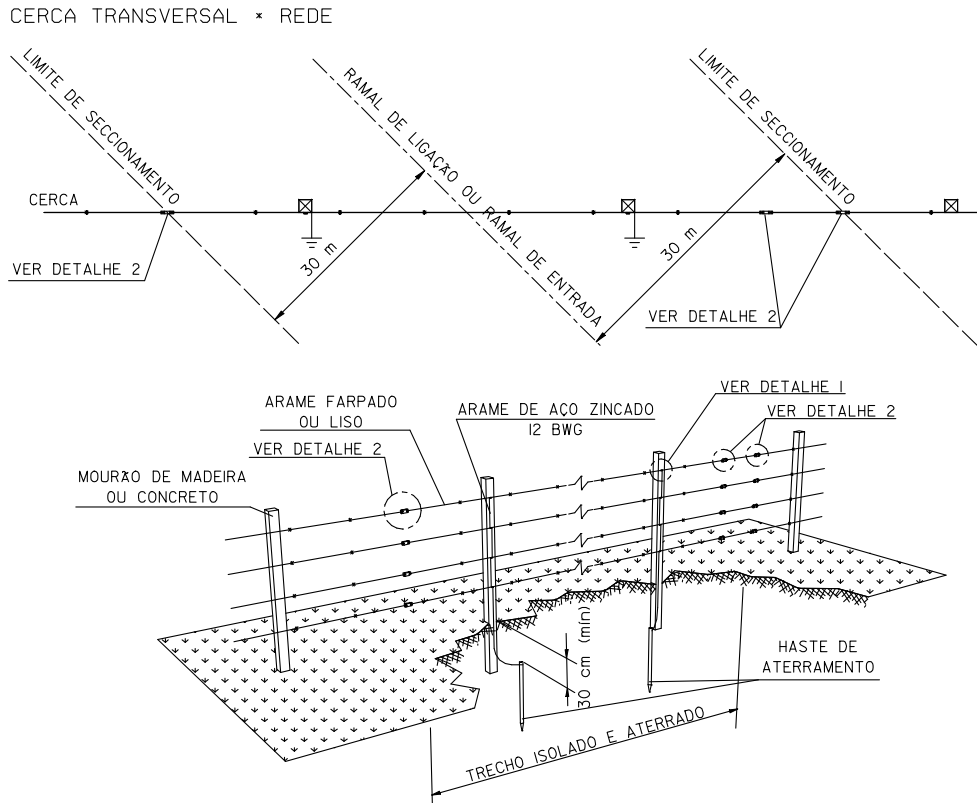 CERCA TRANSVERSAL × REDE
LIMITE DE SECCIONAMENTO
RAMAL DE LIGAÇÃO OU RAMAL DE ENTRADA
LIMITE DE SECCIONAMENTO
CERCA
30 m
30 m
VER DETALHE 2
VER DETALHE 2
VER DETALHE 1
ARAME FARPADO
OU LISO
ARAME DE AÇO ZINCADO
12 BWG
VER DETALHE 2
VER DETALHE 2
MOURÃO DE MADEIRA
OU CONCRETO
30 cm (mín)
HASTE DE
ATERRAMENTO
TRECHO ISOLADO E ATERRADO